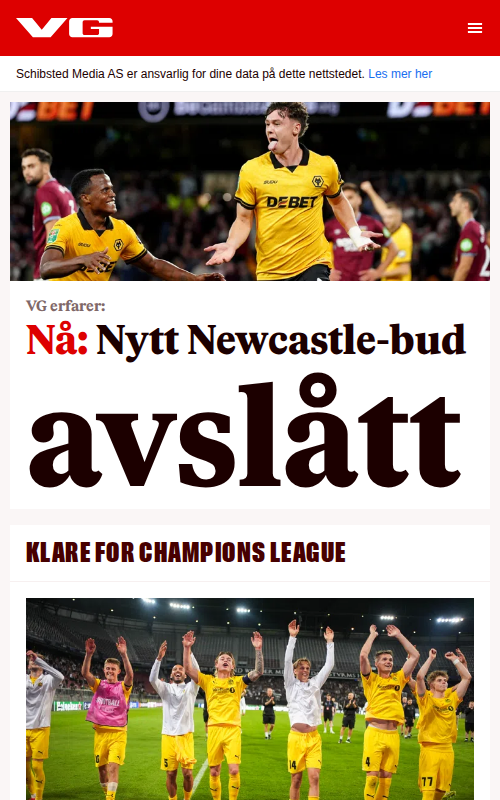 VG
Schibsted Media AS er ansvarlig for dine data på dette nettstedet. Les mer her
DEBET
VG erfarer:
Nå: Nytt Newcastle-bud
avslått
KLARE FOR CHAMPIONS LEAGUE
5
14
4
77